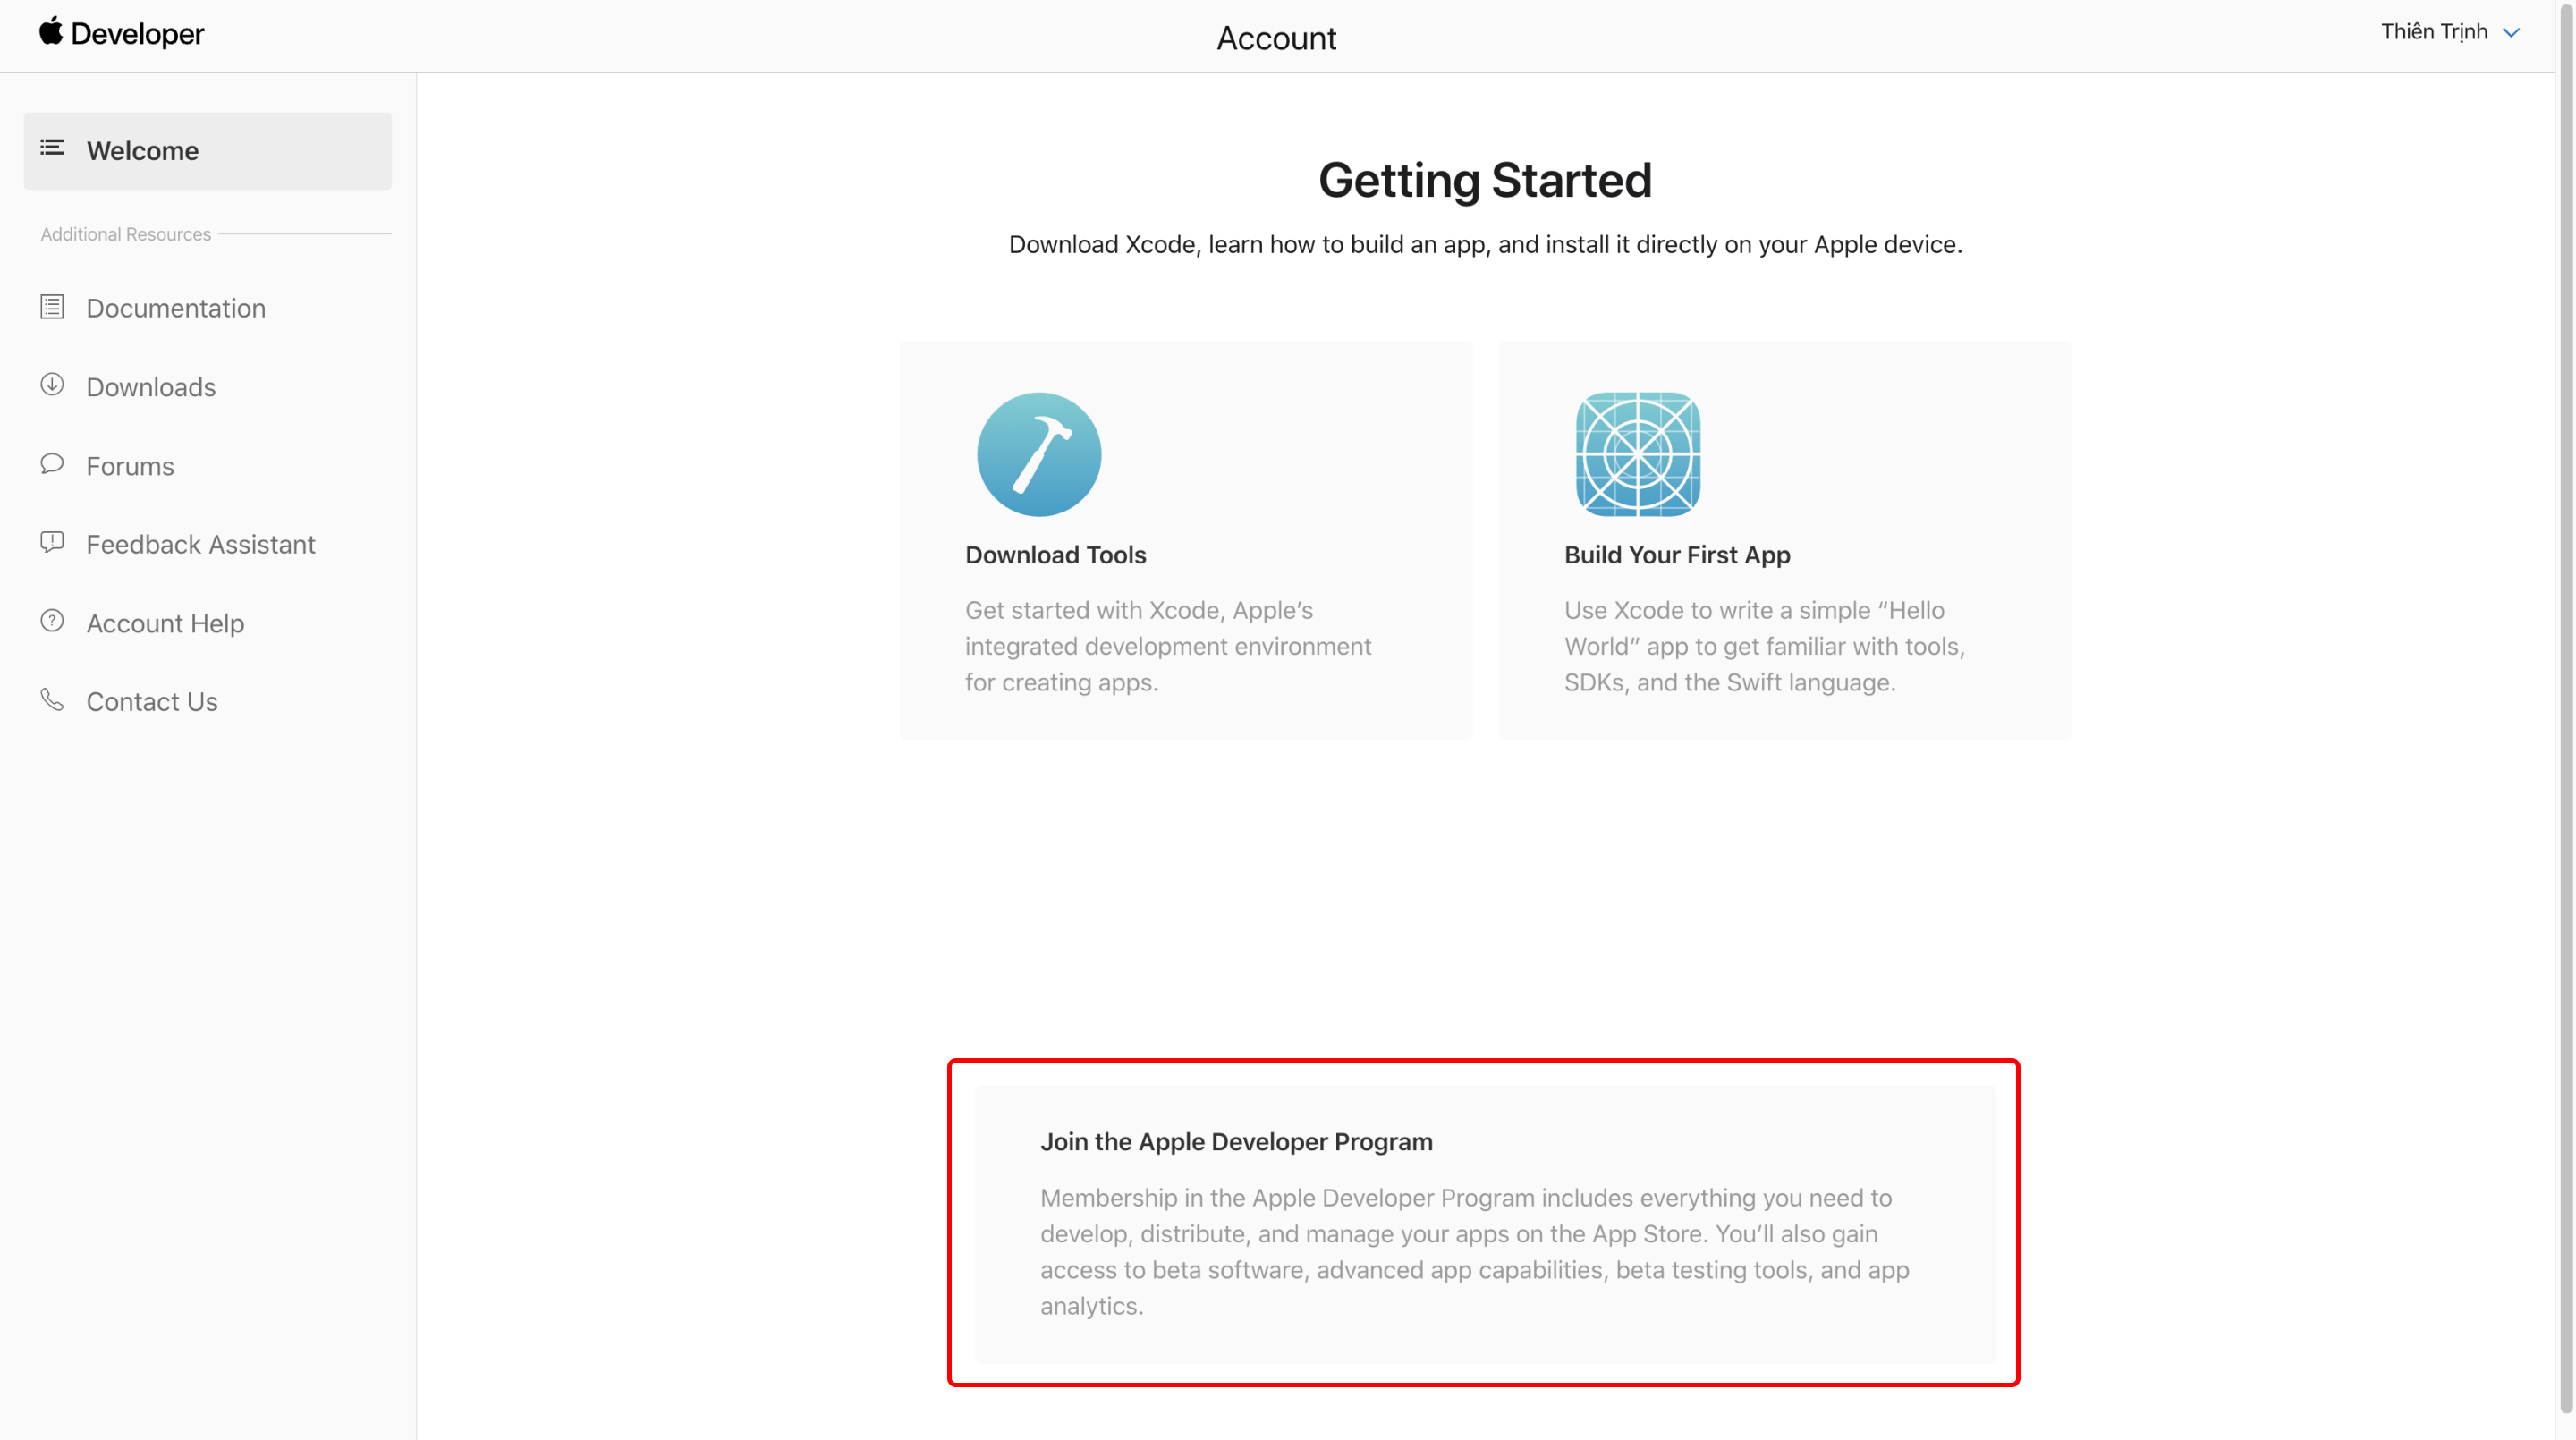 Developer
Account
Thiên Trịnh
Welcome
Additional Resources
Documentation
Downloads
Forums
Feedback Assistant
Account Help
Contact Us
Getting Started
Download Xcode, learn how to build an app, and install it directly on your Apple device.
Download Tools
Get started with Xcode, Apple’s
integrated development environment
for creating apps.
Build Your First App
Use Xcode to write a simple “Hello
World” app to get familiar with tools,
SDKs, and the Swift language.
Join the Apple Developer Program
Membership in the Apple Developer Program includes everything you need to
develop, distribute, and manage your apps on the App Store. You’ll also gain
access to beta software, advanced app capabilities, beta testing tools, and app
analytics.